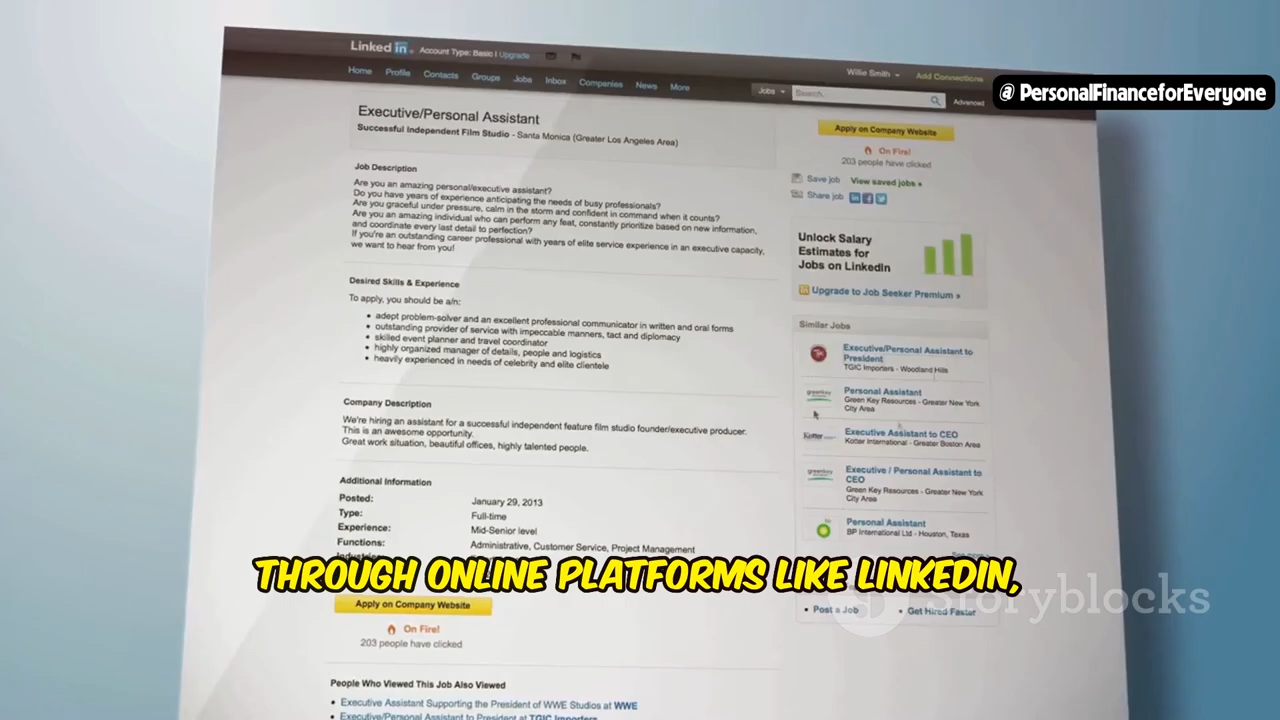 Linked in. Account Type: Basic | Upgrade
Willie Smith Add Connections
Home Profile Contacts Groups Jobs Inbox Companies News More
Jobs Search... Advanced
@ PersonalFinanceforEveryone
Executive/Personal Assistant
Successful Independent Film Studio - Santa Monica (Greater Los Angeles Area)
Job Description
Are you an amazing personal/executive assistant?
Do you have years of experience anticipating the needs of busy professionals?
Are you graceful under pressure, calm in the storm and confident in command when it counts?
Are you an amazing individual who can perform any feat, constantly prioritize based on new information,
and coordinate every last detail to perfection?
If you're an outstanding career professional with years of elite service experience in an executive capacity,
we want to hear from you!
Desired Skills & Experience
To apply, you should be a/n:
• adept problem-solver and an excellent professional communicator in written and oral forms
• outstanding provider of service with impeccable manners, tact and diplomacy
• skilled event planner and travel coordinator
• highly organized manager of details, people and logistics
• heavily experienced in needs of celebrity and elite clientele
Company Description
We're hiring an assistant for a successful independent feature film studio founder/executive producer.
This is an awesome opportunity.
Great work situation, beautiful offices, highly talented people.
Additional Information
Posted: January 29, 2013
Type: Full-time
Experience: Mid-Senior level
Functions: Administrative, Customer Service, Project Management
Apply on Company Website
On Fire!
203 people have clicked
People Who Viewed This Job Also Viewed
• Executive Assistant Supporting the President of WWE Studios at WWE
• Executive/Personal Assistant to President at TGIC Importers
Apply on Company Website
On Fire!
203 people have clicked
Save job View saved jobs »
Share job
Unlock Salary
Estimates for
Jobs on LinkedIn
Upgrade to Job Seeker Premium »
Similar Jobs
Executive/Personal Assistant to
President
TGIC Importers - Woodland Hills
greenkey
Personal Assistant
Green Key Resources - Greater New York
City Area
Kotter
Executive Assistant to CEO
Kotter International - Greater Boston Area
greenkey
Executive / Personal Assistant to
CEO
Green Key Resources - Greater New York
City Area
Personal Assistant
BP International Ltd - Houston, Texas
• Post a Job • Get Hired Faster
THROUGH ONLINE PLATFORMS LIKE LINKEDIN,
Storyblocks